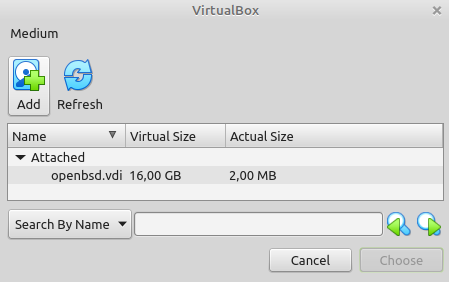 VirtualBox
Medium
Add Refresh
Name Virtual Size Actual Size
Attached
openbsd.vdi 16,00 GB 2,00 MB
Search By Name
Cancel Choose